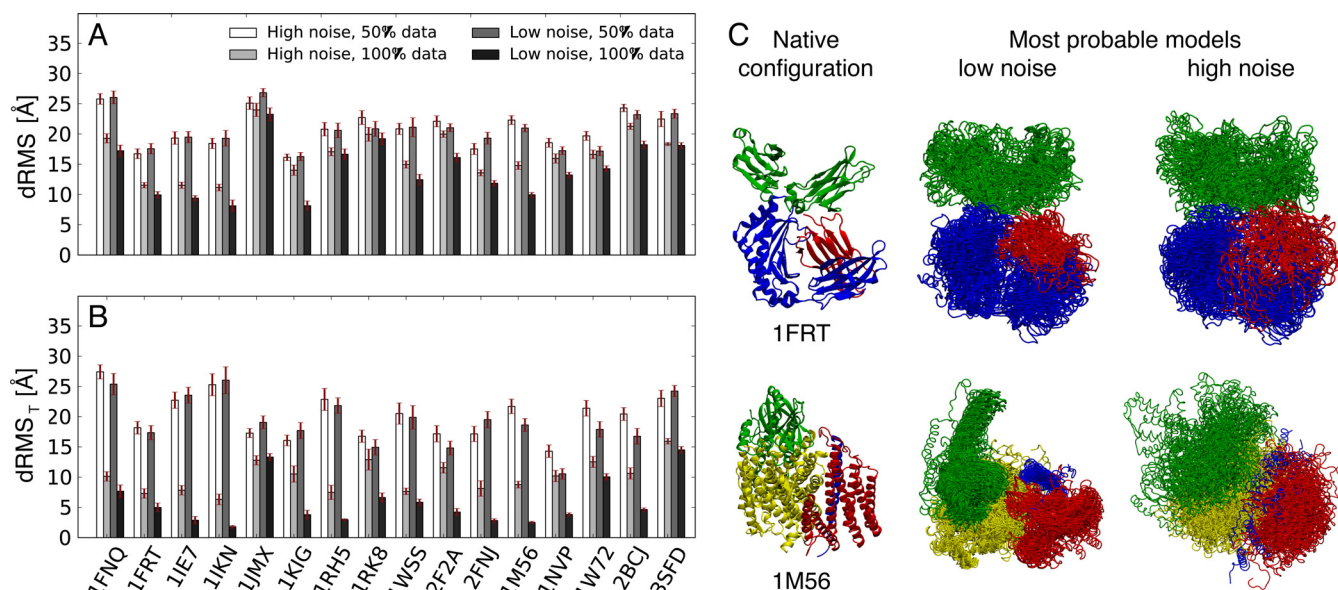 A
High noise, 50% data
High noise, 100% data
Low noise, 50% data
Low noise, 100% data
dRMS [Å]
35
30
25
20
15
10
5
0
B
dRMS_T [Å]
35
30
25
20
15
10
5
0
1FNQ
1FRT
1IE7
1IKN
1JMX
1KIG
1RH5
1RK8
1WSS
2F2A
2FNJ
1M56
1NVP
1W72
2BCJ
3SFD
C
Native
configuration
Most probable models
low noise
high noise
1FRT
1M56